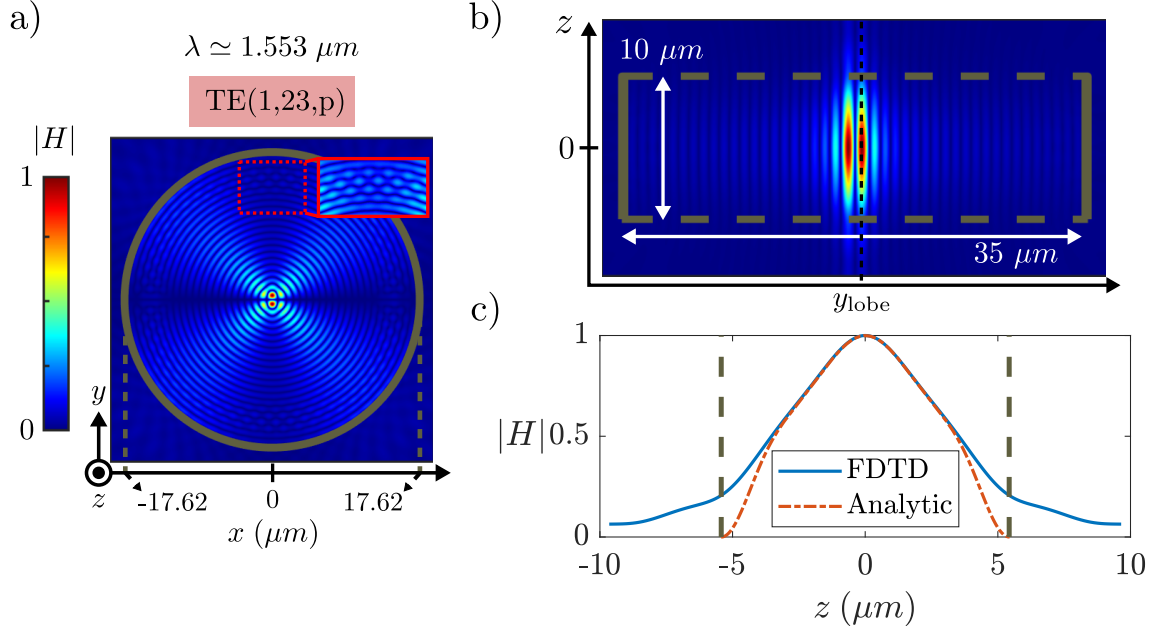 a)
λ ≃ 1.553 μm
TE(1,23,p)
|H|
1
0
y
z
-17.62
0
17.62
x (μm)
b)
z
10 μm
0
35 μm
y_lobe
c)
1
|H|
0.5
0
FDTD
Analytic
-10
-5
0
5
10
z (μm)